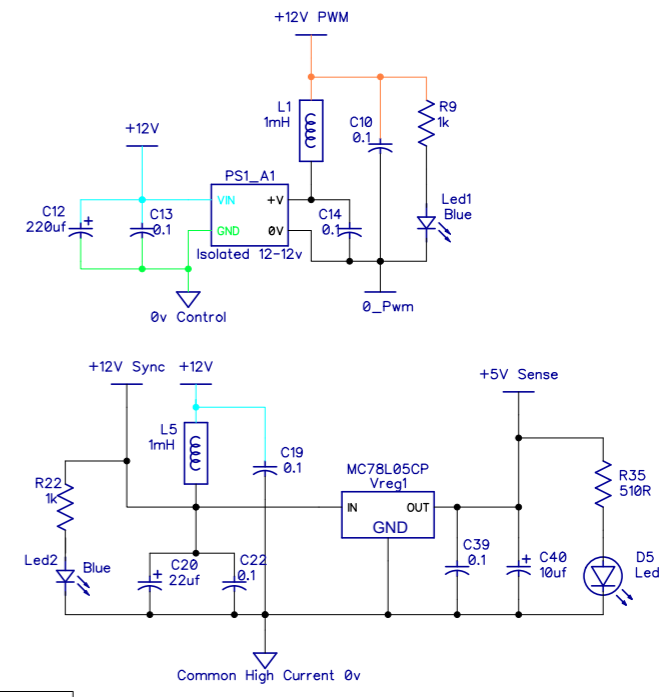 +12V PWM
L1
1mH
C10
0.1
R9
1k
+12V
PS1_A1
C12
220uf
+
C13
0.1
VIN
+V
GND
0V
C14
0.1
Led1
Blue
Isolated 12-12v
0v Control
0_Pwm
+12V Sync
+12V
+5V Sense
L5
1mH
C19
0.1
MC78L05CP
Vreg1
R22
1k
R35
510R
IN
OUT
GND
Led2
Blue
C20
22uf
+
C22
0.1
C39
0.1
+
C40
10uf
D5
Led
Common High Current 0v